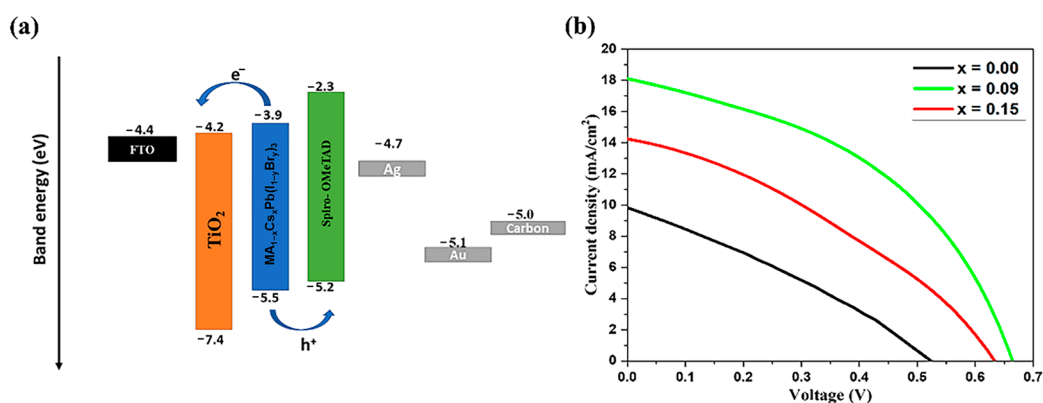 (a)
Band energy (eV)
e⁻
−4.4
FTO
−4.2
TiO₂
−7.4
−3.9
MA₁₋ₓCsₓPb(I₁₋yBry)₃
−5.5
h⁺
−2.3
Spiro- OMeTAD
−5.2
−4.7
Ag
−5.1
Au
−5.0
Carbon
(b)
Current density (mA/cm²)
20
18
16
14
12
10
8
6
4
2
0
x = 0.00
x = 0.09
x = 0.15
0.0 0.1 0.2 0.3 0.4 0.5 0.6 0.7
Voltage (V)